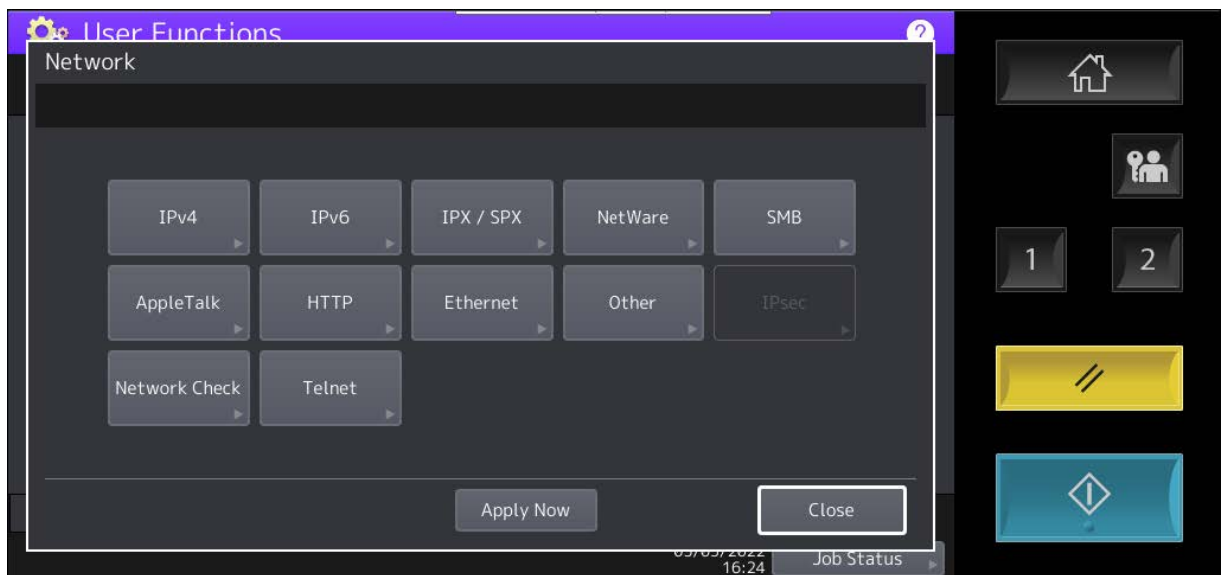 User Functions
?
Network
IPv4
IPv6
IPX / SPX
NetWare
SMB
AppleTalk
HTTP
Ethernet
Other
IPsec
Network Check
Telnet
Apply Now
Close
16:24
Job Status
1
2